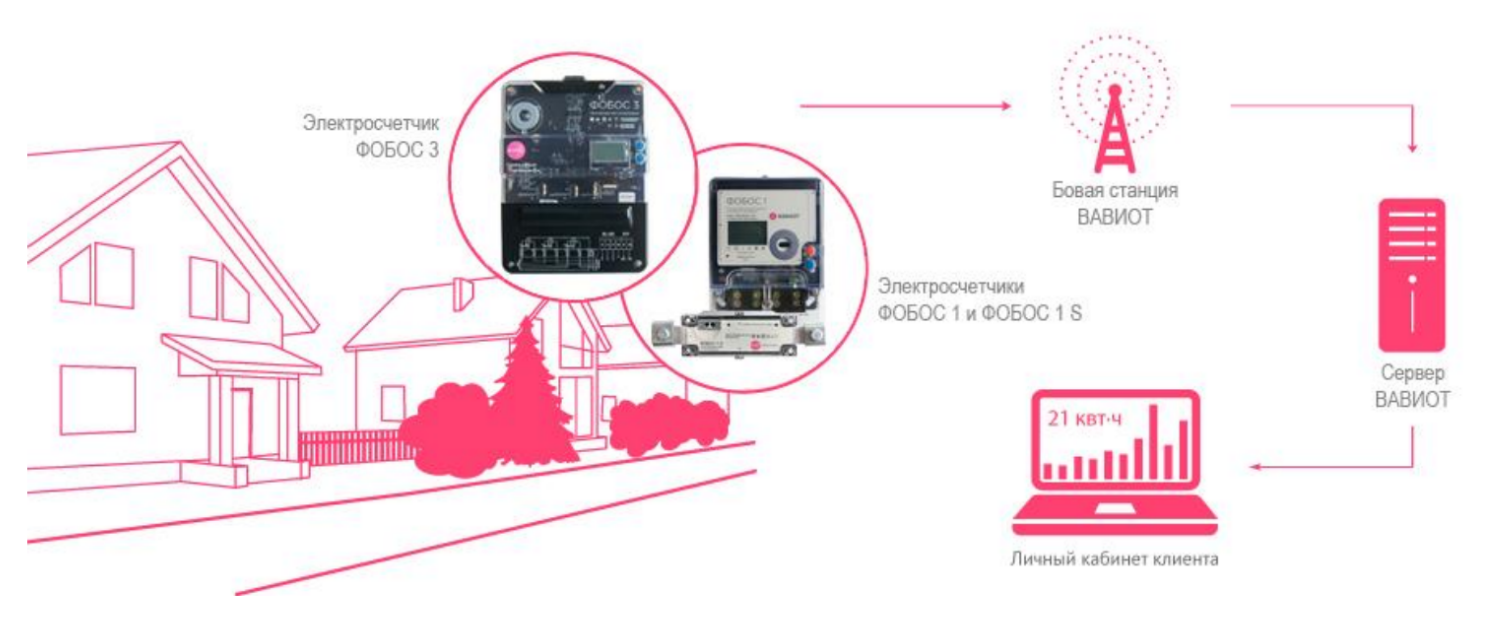 Электросчетчик
ФОБОС 3
ФОБОС 3
ФОБОС 1
Бовая станция
ВАВИОТ
Электросчетчики
ФОБОС 1 и ФОБОС 1 S
Сервер
ВАВИОТ
21 квт·ч
Личный кабинет клиента